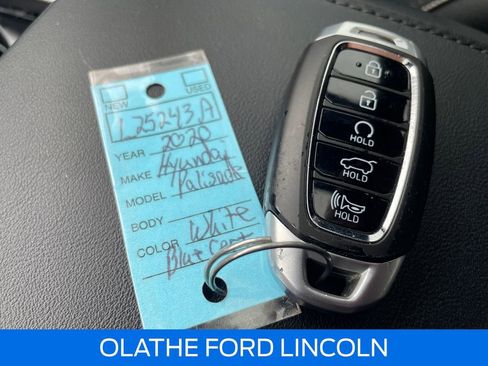 NEW USED
L25243A
YEAR 2020
MAKE Hyundai
MODEL Palisade
BODY
COLOR White
Blue cert
HOLD
HOLD
HOLD
OLATHE FORD LINCOLN